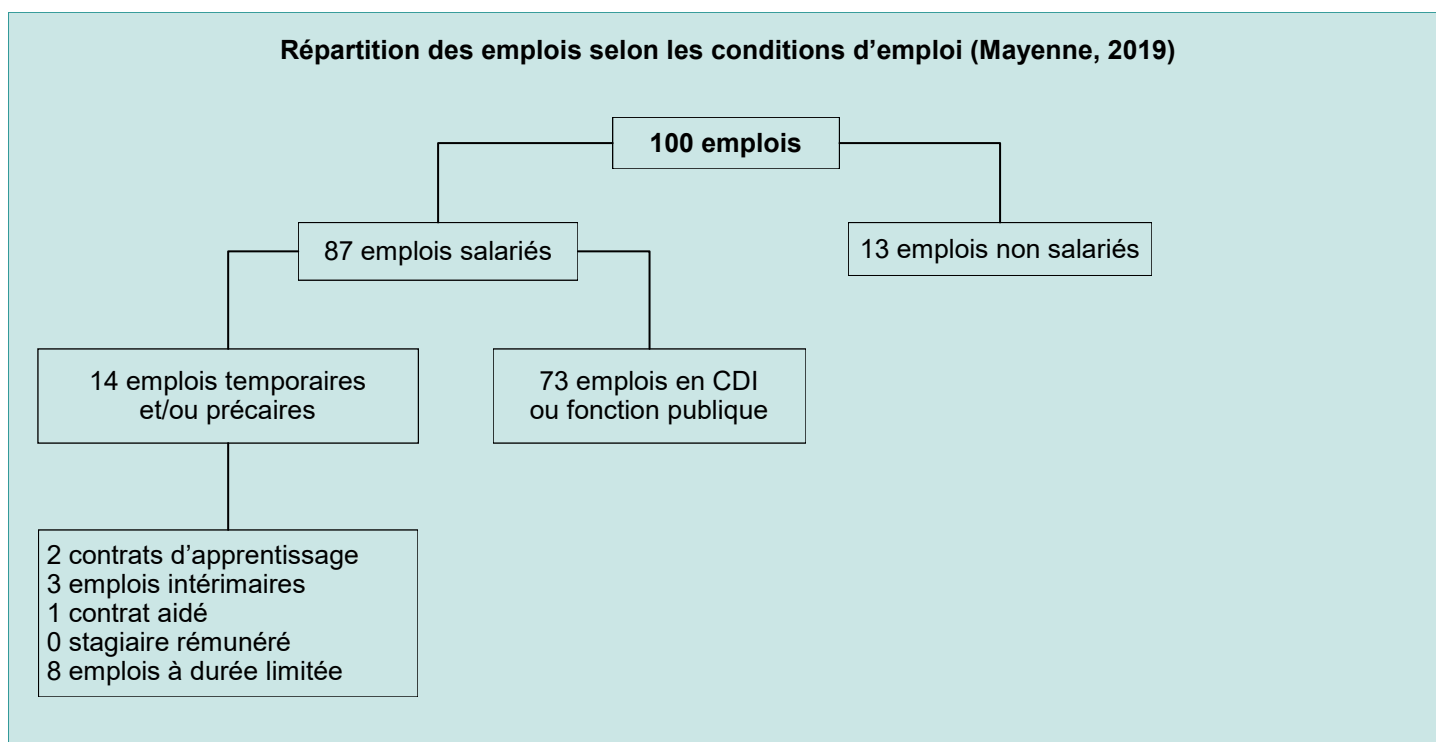 Répartition des emplois selon les conditions d’emploi (Mayenne, 2019)
100 emplois
87 emplois salariés
13 emplois non salariés
14 emplois temporaires
et/ou précaires
73 emplois en CDI
ou fonction publique
2 contrats d’apprentissage
3 emplois intérimaires
1 contrat aidé
0 stagiaire rémunéré
8 emplois à durée limitée